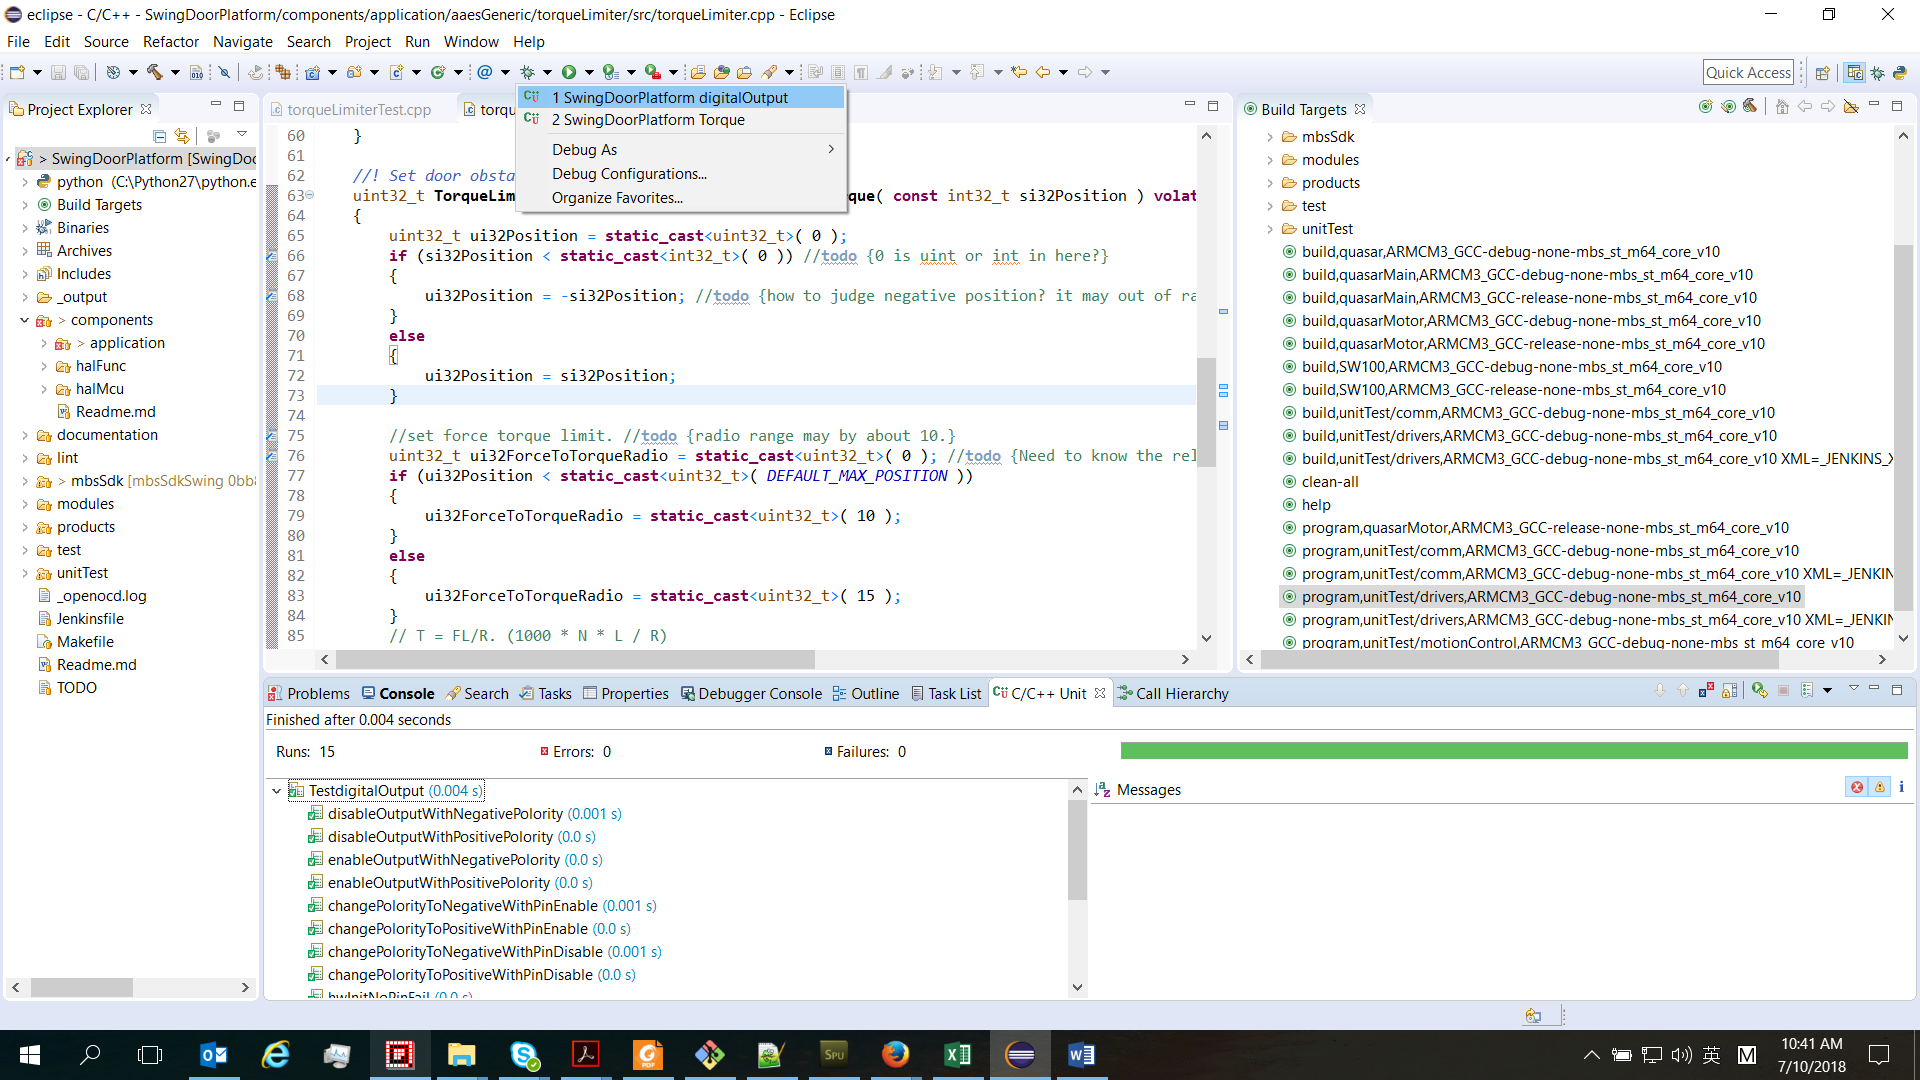 eclipse - C/C++ - SwingDoorPlatform/components/application/aaesGeneric/torqueLimiter/src/torqueLimiter.cpp - Eclipse
File Edit Source Refactor Navigate Search Project Run Window Help
Quick Access
Project Explorer
> SwingDoorPlatform [SwingDoo
python (C:\Python27\python.e
Build Targets
Binaries
Archives
Includes
_output
> components
> application
halFunc
halMcu
Readme.md
documentation
lint
> mbsSdk [mbsSdkSwing 0bb8
modules
products
test
unitTest
_openocd.log
Jenkinsfile
Makefile
Readme.md
TODO
torqueLimiterTest.cpp
torqu
1 SwingDoorPlatform digitalOutput
2 SwingDoorPlatform Torque
Debug As
Debug Configurations...
Organize Favorites...
60 }
61
62 //! Set door obsta
63 uint32_t TorqueLim que( const int32_t si32Position ) volat
64 {
65 uint32_t ui32Position = static_cast<uint32_t>( 0 );
66 if (si32Position < static_cast<int32_t>( 0 )) //todo {0 is uint or int in here?}
67 {
68 ui32Position = -si32Position; //todo {how to judge negative position? it may out of ra
69 }
70 else
71 {
72 ui32Position = si32Position;
73 }
74
75 //set force torque limit. //todo {radio range may by about 10.}
76 uint32_t ui32ForceToTorqueRadio = static_cast<uint32_t>( 0 ); //todo {Need to know the rel
77 if (ui32Position < static_cast<uint32_t>( DEFAULT_MAX_POSITION ))
78 {
79 ui32ForceToTorqueRadio = static_cast<uint32_t>( 10 );
80 }
81 else
82 {
83 ui32ForceToTorqueRadio = static_cast<uint32_t>( 15 );
84 }
85 // T = FL/R. (1000 * N * L / R)
Build Targets
mbsSdk
modules
products
test
unitTest
build,quasar,ARMCM3_GCC-debug-none-mbs_st_m64_core_v10
build,quasarMain,ARMCM3_GCC-debug-none-mbs_st_m64_core_v10
build,quasarMain,ARMCM3_GCC-release-none-mbs_st_m64_core_v10
build,quasarMotor,ARMCM3_GCC-debug-none-mbs_st_m64_core_v10
build,quasarMotor,ARMCM3_GCC-release-none-mbs_st_m64_core_v10
build,SW100,ARMCM3_GCC-debug-none-mbs_st_m64_core_v10
build,SW100,ARMCM3_GCC-release-none-mbs_st_m64_core_v10
build,unitTest/comm,ARMCM3_GCC-debug-none-mbs_st_m64_core_v10
build,unitTest/drivers,ARMCM3_GCC-debug-none-mbs_st_m64_core_v10
build,unitTest/drivers,ARMCM3_GCC-debug-none-mbs_st_m64_core_v10 XML=_JENKINS_X
clean-all
help
program,quasarMotor,ARMCM3_GCC-release-none-mbs_st_m64_core_v10
program,unitTest/comm,ARMCM3_GCC-debug-none-mbs_st_m64_core_v10
program,unitTest/comm,ARMCM3_GCC-debug-none-mbs_st_m64_core_v10 XML=_JENKIN
program,unitTest/drivers,ARMCM3_GCC-debug-none-mbs_st_m64_core_v10
program,unitTest/drivers,ARMCM3_GCC-debug-none-mbs_st_m64_core_v10 XML=_JENKIN
program,unitTest/motionControl,ARMCM3_GCC-debug-none-mbs_st_m64_core_v10
Problems Console Search Tasks Properties Debugger Console Outline Task List C/C++ Unit Call Hierarchy
Finished after 0.004 seconds
Runs: 15 Errors: 0 Failures: 0
TestdigitalOutput (0.004 s)
disableOutputWithNegativePolority (0.001 s)
disableOutputWithPositivePolority (0.0 s)
enableOutputWithNegativePolority (0.0 s)
enableOutputWithPositivePolority (0.0 s)
changePolorityToNegativeWithPinEnable (0.001 s)
changePolorityToPositiveWithPinEnable (0.0 s)
changePolorityToNegativeWithPinDisable (0.001 s)
changePolorityToPositiveWithPinDisable (0.0 s)
hwInitNoPinFail (0.0 s)
Messages
英 M
10:41 AM
7/10/2018